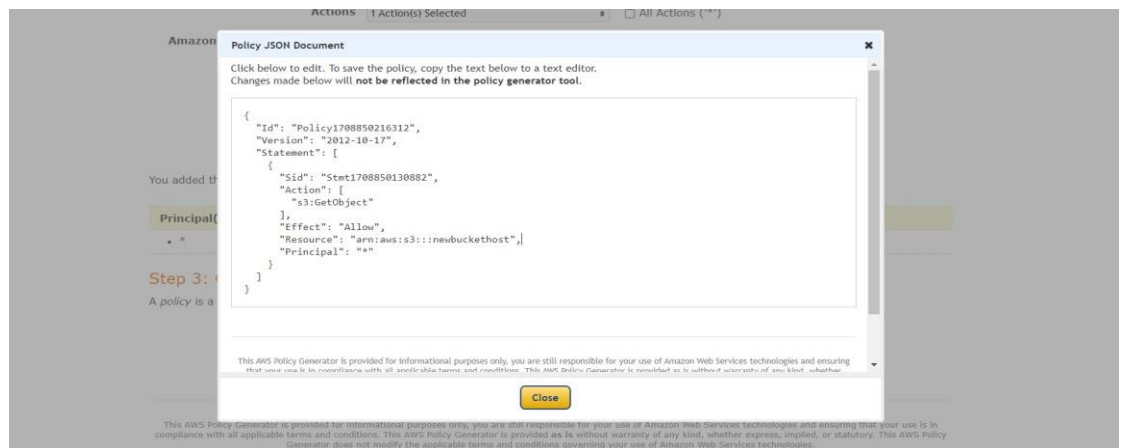 Actions 1 Action(s) Selected All Actions ('*')
Amazon
Policy JSON Document
Click below to edit. To save the policy, copy the text below to a text editor.
Changes made below will not be reflected in the policy generator tool.
{
"Id": "Policy1708850216312",
"Version": "2012-10-17",
"Statement": [
{
"Sid": "Stmt1708850130882",
"Action": [
"s3:GetObject"
],
"Effect": "Allow",
"Resource": "arn:aws:s3:::newbuckethost",
"Principal": "*"
}
]
}
You added th
Principal(
• *
Step 3:
A policy is a
This AWS Policy Generator is provided for informational purposes only, you are still responsible for your use of Amazon Web Services technologies and ensuring
that your use is in compliance with all applicable terms and conditions. This AWS Policy Generator is provided as is without warranty of any kind, whether
Close
This AWS Policy Generator is provided for informational purposes only, you are still responsible for your use of Amazon Web Services technologies and ensuring that your use is in
compliance with all applicable terms and conditions. This AWS Policy Generator is provided as is without warranty of any kind, whether express, implied, or statutory. This AWS Policy
Generator does not modify the applicable terms and conditions governing your use of Amazon Web Services technologies.